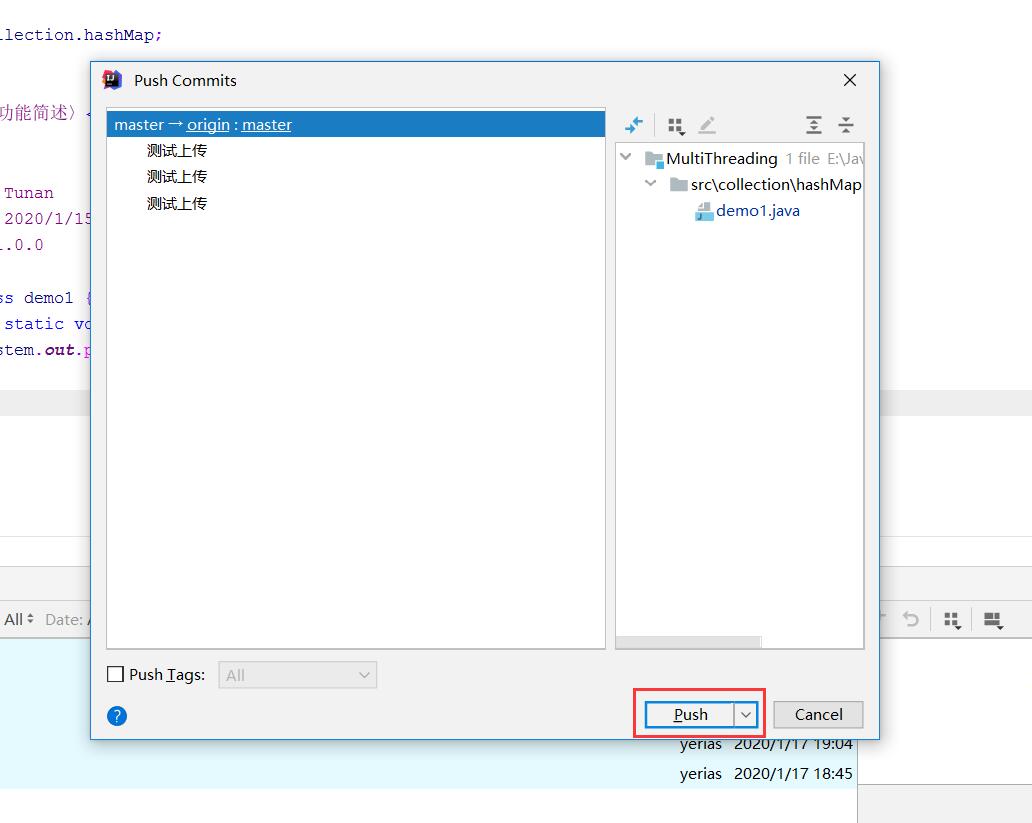 llection.hashMap;
Push Commits
功能简述〉
master → origin : master
测试上传
测试上传
测试上传
MultiThreading 1 file E:\Jav
src\collection\hashMap
demo1.java
Tunan
2020/1/15
.0.0
ss demo1 {
static vo
stem.out.p
All Date:
Push Tags: All
Push
Cancel
yerias 2020/1/17 19:04
yerias 2020/1/17 18:45